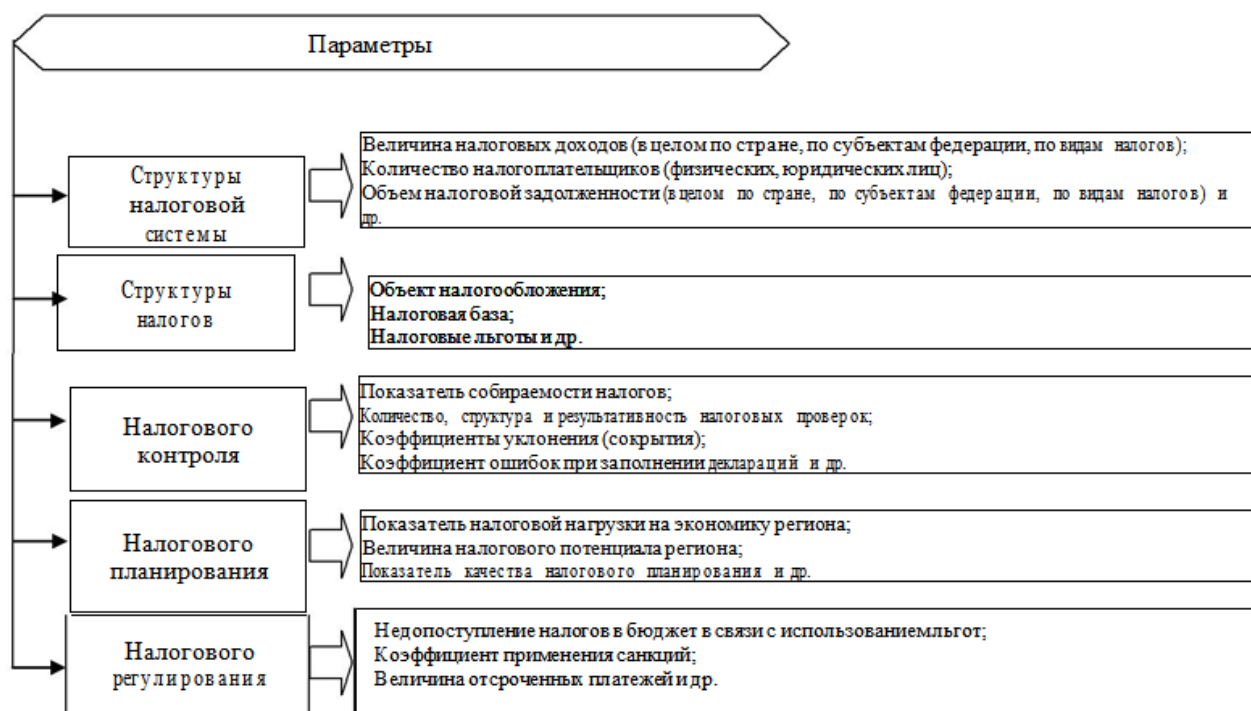 Параметры
Структуры
налоговой
системы
Величина налоговых доходов (в целом по стране, по субъектам федерации, по видам налогов);
Количество налогоплательщиков (физических, юридических лиц);
Объем налоговой задолженности (в целом по стране, по субъектам федерации, по видам налогов) и
др.
Структуры
налогов
Объект налогообложения;
Налоговая база;
Налоговые льготы и др.
Налогового
контроля
Показатель собираемости налогов;
Количество, структура и результативность налоговых проверок;
Коэффициенты уклонения (сокрытия);
Коэффициент ошибок при заполнении деклараций и др.
Налогового
планирования
Показатель налоговой нагрузки на экономику региона;
Величина налогового потенциала региона;
Показатель качества налогового планирования и др.
Налогового
регулирования
Недопоступление налогов в бюджет в связи с использованием льгот;
Коэффициент применения санкций;
Величина отсроченных платежей и др.